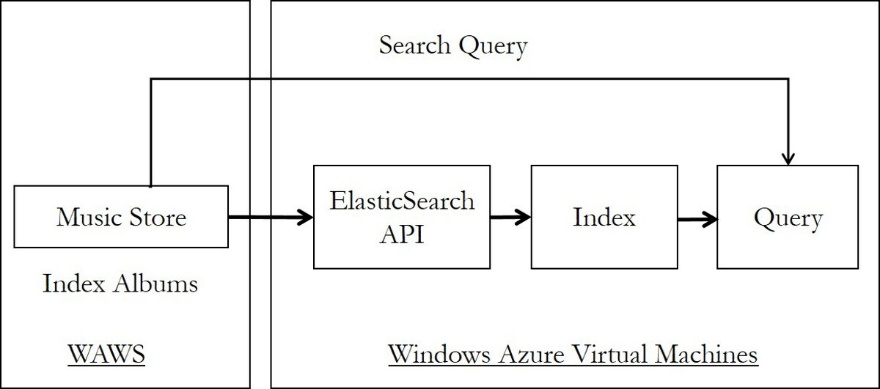 Search Query
Music Store
ElasticSearch
API
Index
Query
Index Albums
WAWS
Windows Azure Virtual Machines